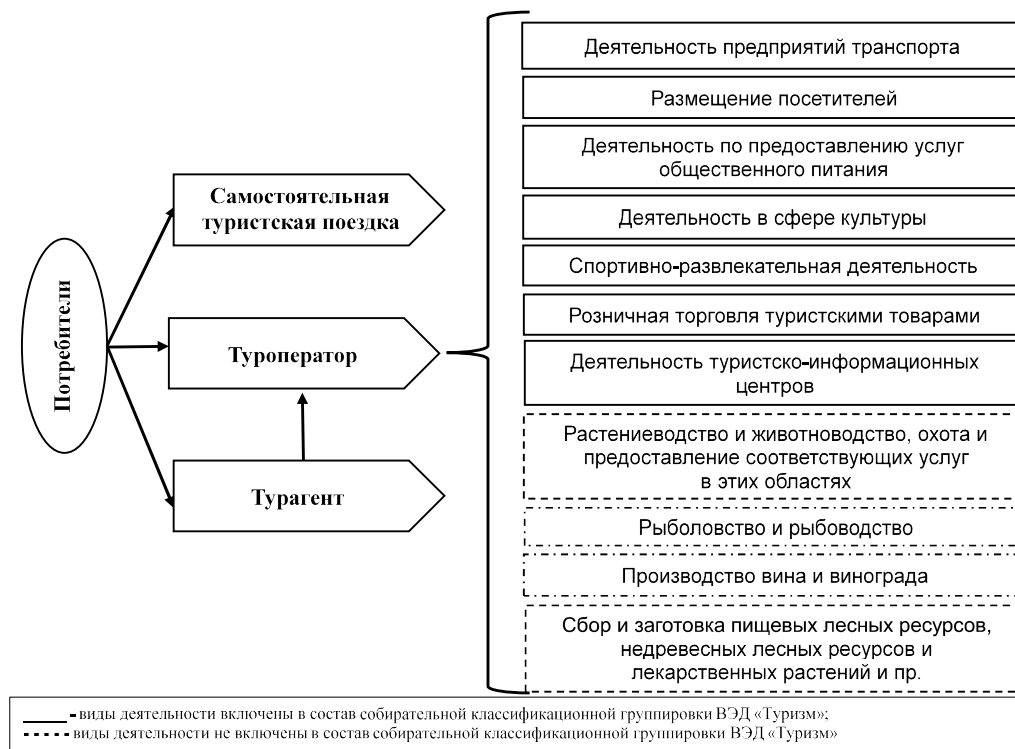 Потребители
Самостоятельная
туристская поездка
Туроператор
Турагент
Деятельность предприятий транспорта
Размещение посетителей
Деятельность по предоставлению услуг
общественного питания
Деятельность в сфере культуры
Спортивно-развлекательная деятельность
Розничная торговля туристскими товарами
Деятельность туристско-информационных
центров
Растениеводство и животноводство, охота и
предоставление соответствующих услуг
в этих областях
Рыболовство и рыбоводство
Производство вина и винограда
Сбор и заготовка пищевых лесных ресурсов,
недревесных лесных ресурсов и
лекарственных растений и пр.
- виды деятельности включены в состав собирательной классификационной группировки ВЭД «Туризм»;
виды деятельности не включены в состав собирательной классификационной группировки ВЭД «Туризм»